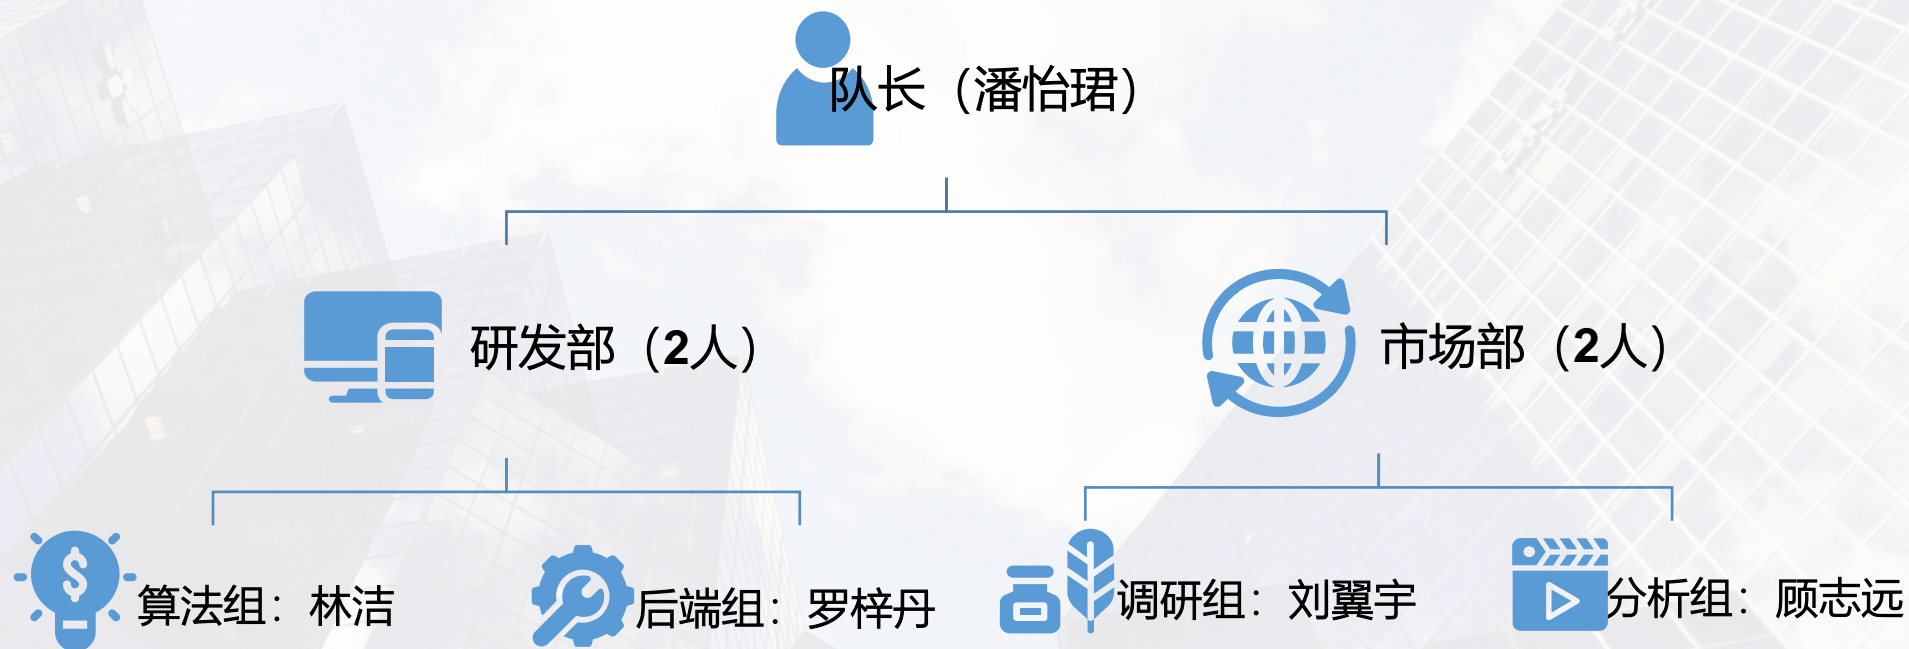 队长（潘怡珺）
研发部（2人）
市场部（2人）
算法组：林洁
后端组：罗梓丹
调研组：刘翼宇
分析组：顾志远